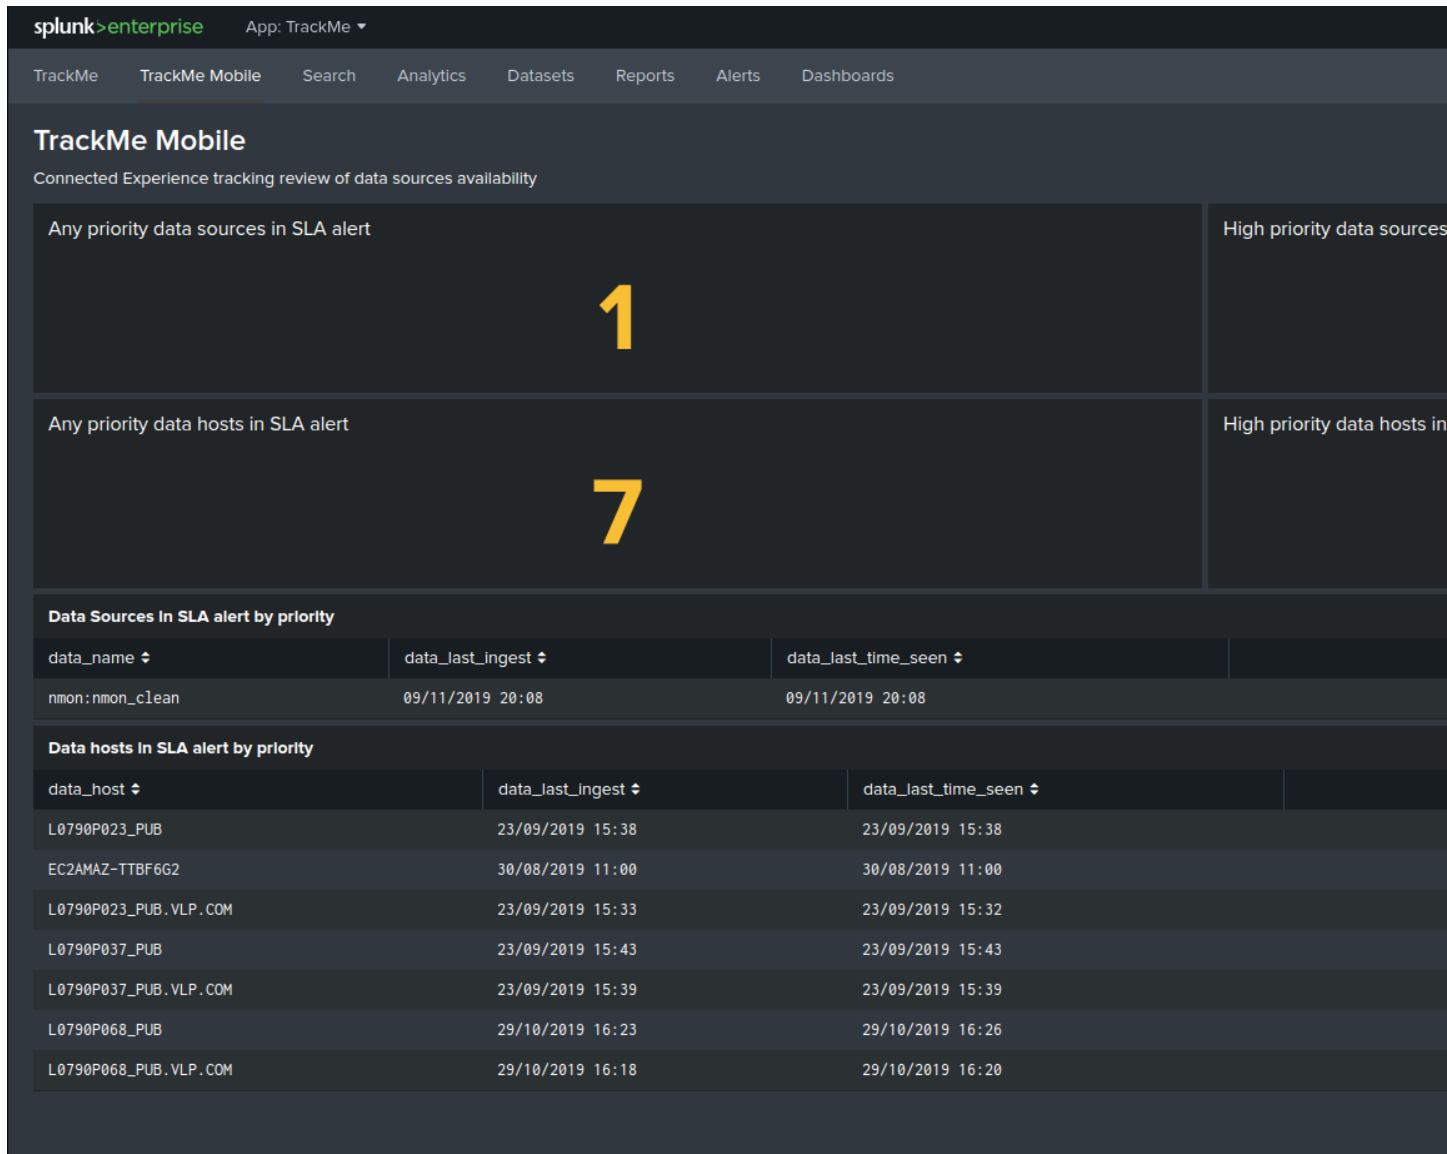 splunk>enterprise App: TrackMe
TrackMe TrackMe Mobile Search Analytics Datasets Reports Alerts Dashboards
TrackMe Mobile
Connected Experience tracking review of data sources availability
Any priority data sources in SLA alert High priority data sources
1
Any priority data hosts in SLA alert High priority data hosts in
7
Data Sources in SLA alert by priority
data_name data_last_ingest data_last_time_seen
nmon:nmon_clean 09/11/2019 20:08 09/11/2019 20:08
Data hosts in SLA alert by priority
data_host data_last_ingest data_last_time_seen
L0790P023_PUB 23/09/2019 15:38 23/09/2019 15:38
EC2AMAZ-TTBF6G2 30/08/2019 11:00 30/08/2019 11:00
L0790P023_PUB.VLP.COM 23/09/2019 15:33 23/09/2019 15:32
L0790P037_PUB 23/09/2019 15:43 23/09/2019 15:43
L0790P037_PUB.VLP.COM 23/09/2019 15:39 23/09/2019 15:39
L0790P068_PUB 29/10/2019 16:23 29/10/2019 16:26
L0790P068_PUB.VLP.COM 29/10/2019 16:18 29/10/2019 16:20